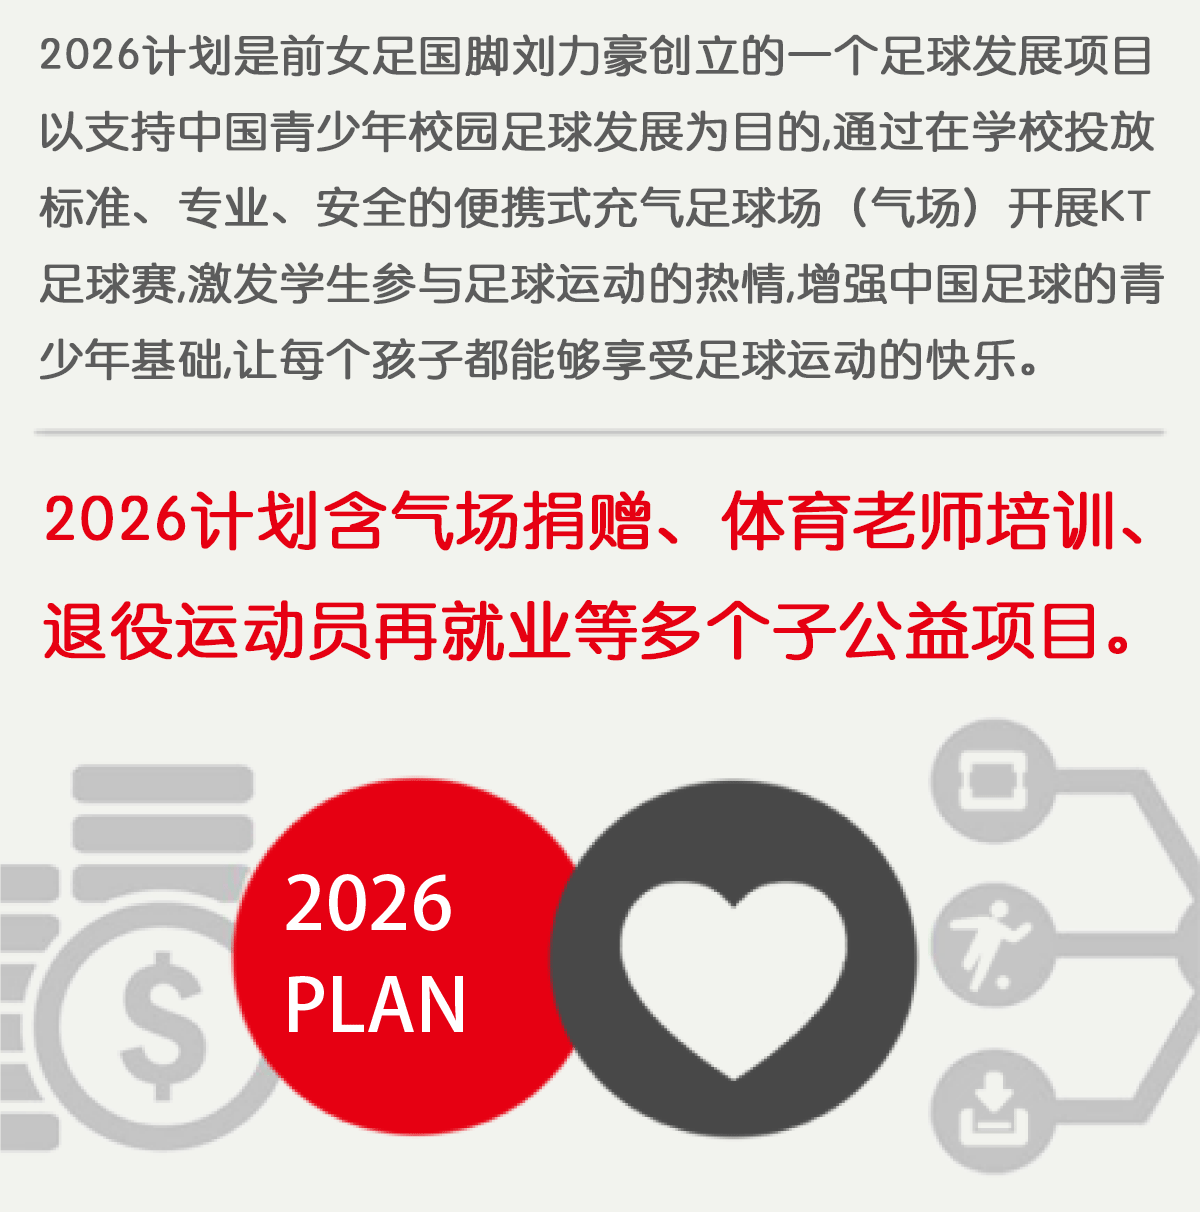 2026计划是前女足国脚刘力豪创立的一个足球发展项目
以支持中国青少年校园足球发展为目的,通过在学校投放
标准、专业、安全的便携式充气足球场（气场）开展KT
足球赛,激发学生参与足球运动的热情,增强中国足球的青
少年基础,让每个孩子都能够享受足球运动的快乐。
2026计划含气场捐赠、体育老师培训、
退役运动员再就业等多个子公益项目。
2026
PLAN
$